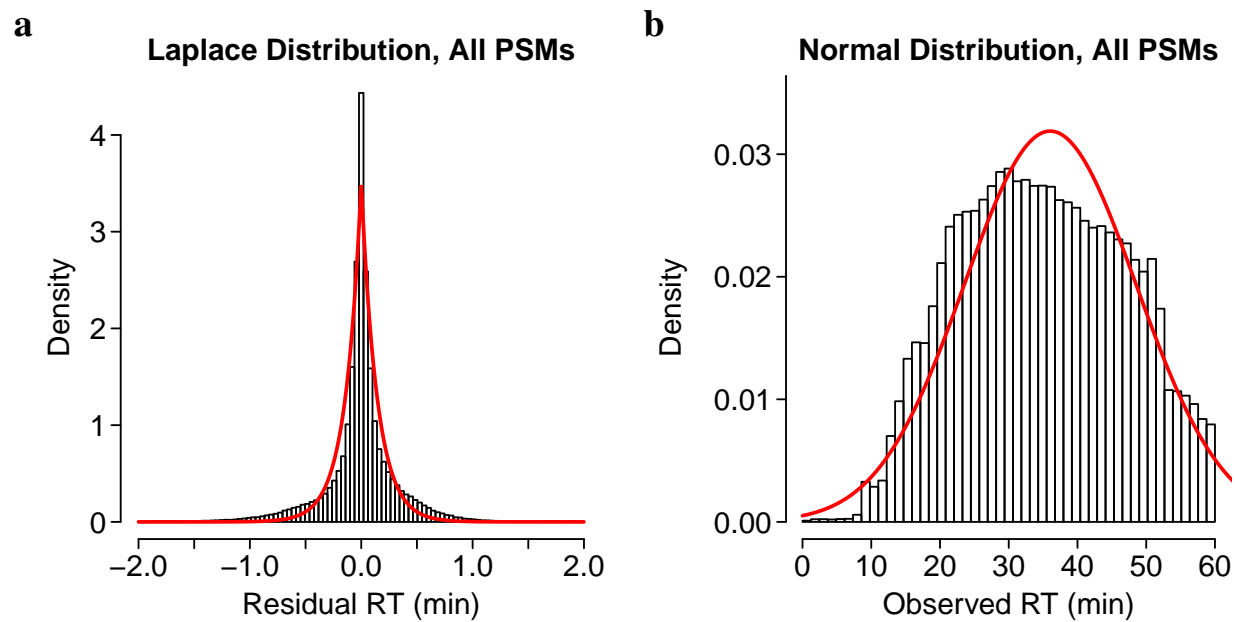 a
Laplace Distribution, All PSMs
4
3
2
1
0
Density
−2.0 −1.0 0.0 1.0 2.0
Residual RT (min)
b
Normal Distribution, All PSMs
0.03
0.02
0.01
0.00
Density
0 10 20 30 40 50 60
Observed RT (min)